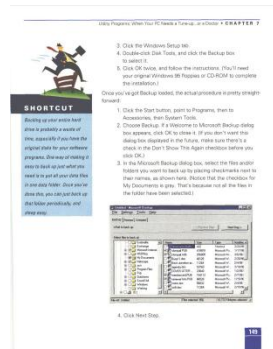 Utility Programs: When Your PC Needs a Tune-up, or a Doctor • CHAPTER 7
3. Click the Windows Setup tab.
4. Double-click Disk Tools, and click the Backup box
to select it.
5. Click OK twice, and follow the instructions. (You'll need
your original Windows 95 floppies or CD-ROM to complete
the installation.)
Once you've got Backup loaded, the actual procedure is pretty straight-
forward:
1. Click the Start button, point to Programs, then to
Accessories, then System Tools.
2. Choose Backup. If a Welcome to Microsoft Backup dialog
box appears, click OK to close it. (If you don't want this
dialog box displayed in the future, make sure there's a
check in the Don't Show This Again checkbox before you
click OK.)
3. In the Microsoft Backup dialog box, select the files and/or
folders you want to back up by placing checkmarks next to
their names, as shown here. (Notice that the checkbox for
My Documents is gray. That's because not all the files in
the folder have been selected.)
4. Click Next Step.
SHORTCUT
Backing up your entire hard
drive is probably a waste of
time, especially if you have the
original disks for your software
programs. One way of making it
easy to back up just what you
need is to put all your data files
in one data folder. Once you've
done this, you can just back up
that folder periodically, and
sleep easy.